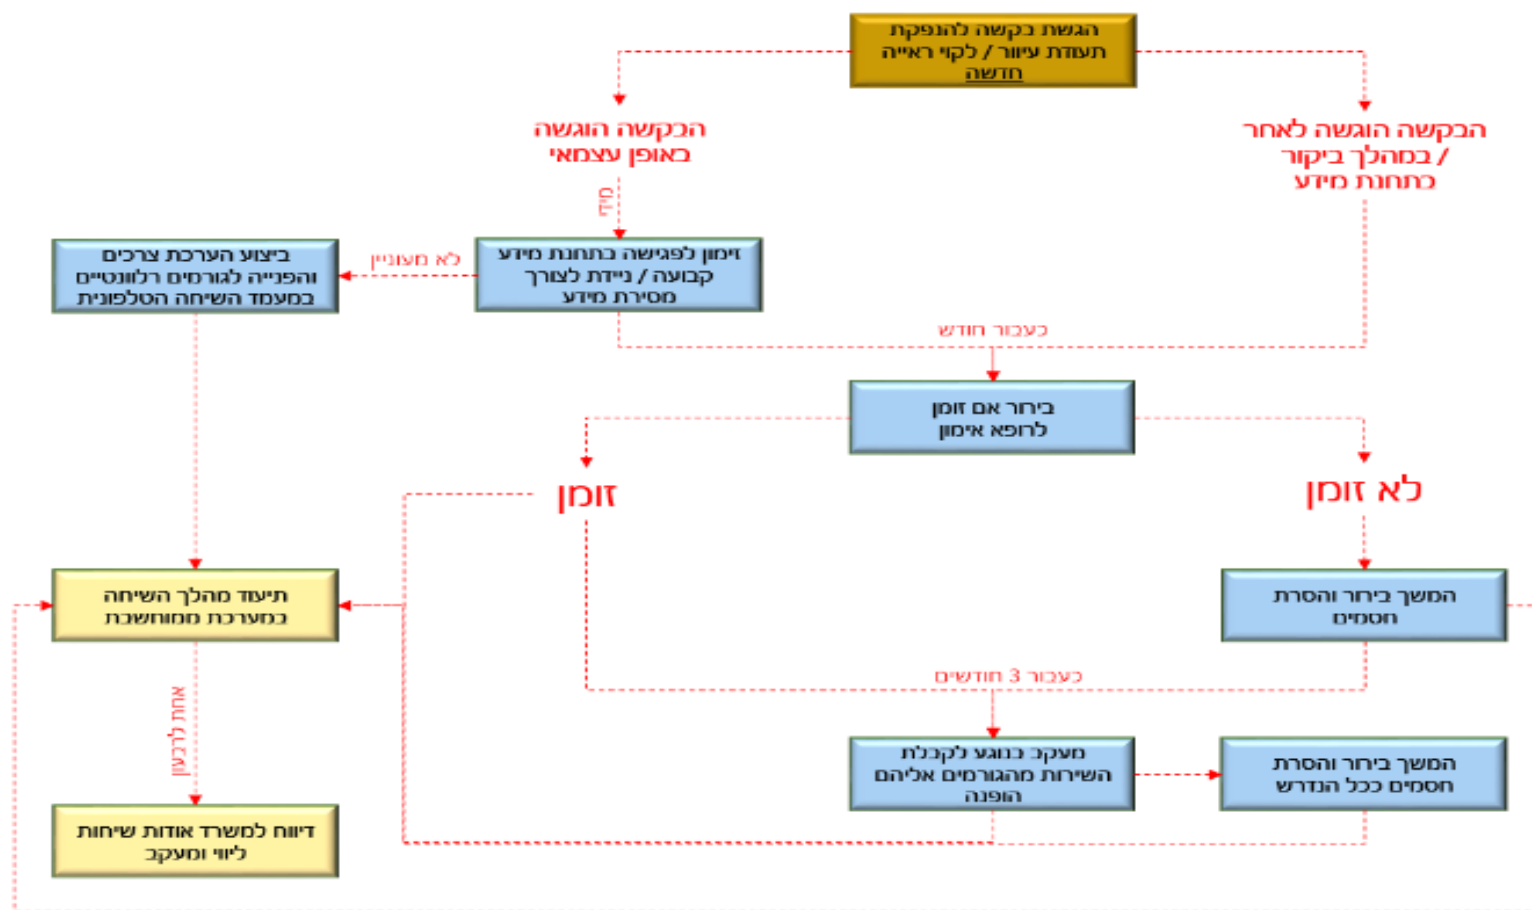 הגשת בקשה להנפקת
תעודת עיוור / לקוי ראייה
חדשה
הבקשה הוגשה לאחר
/ במהלך ביקור
בתחנת מידע
הבקשה הוגשה
באופן עצמאי
מידי
זימון לפגישה בתחנת מידע
קבועה / ניידת לצורך
מסירת מידע
לא מעוניין
ביצוע הערכת צרכים
והפנייה לגורמים רלוונטיים
במעמד השיחה הטלפונית
כעבור חודש
בירור אם זומן
לרופא אימון
לא זומן
זומן
המשך בירור והסרת
חסמים
תיעוד מהלך השיחה
במערכת ממוחשבת
כעבור 3 חודשים
אחת לרבעון
מעקב בנוגע לקבלת
השירות מהגורמים אליהם
הופנה
המשך בירור והסרת
חסמים ככל הנדרש
דיווח למשרד אודות שיחות
ליווי ומעקב